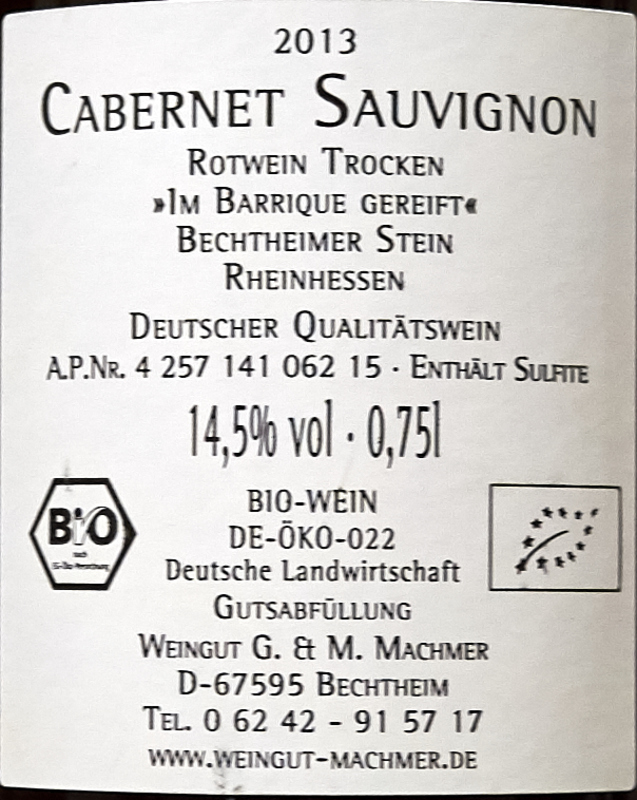 2013
CABERNET SAUVIGNON
ROTWEIN TROCKEN
»IM BARRIQUE GEREIFT«
BECHTHEIMER STEIN
RHEINHESSEN
DEUTSCHER QUALITÄTSWEIN
A.P.NR. 4 257 141 062 15 · ENTHÄLT SULFITE
14,5% vol · 0,75l
BIO
nach
BIO-WEIN
DE-ÖKO-022
Deutsche Landwirtschaft
GUTSABFÜLLUNG
WEINGUT G. & M. MACHMER
D-67595 BECHTHEIM
TEL. 0 62 42 - 91 57 17
WWW.WEINGUT-MACHMER.DE